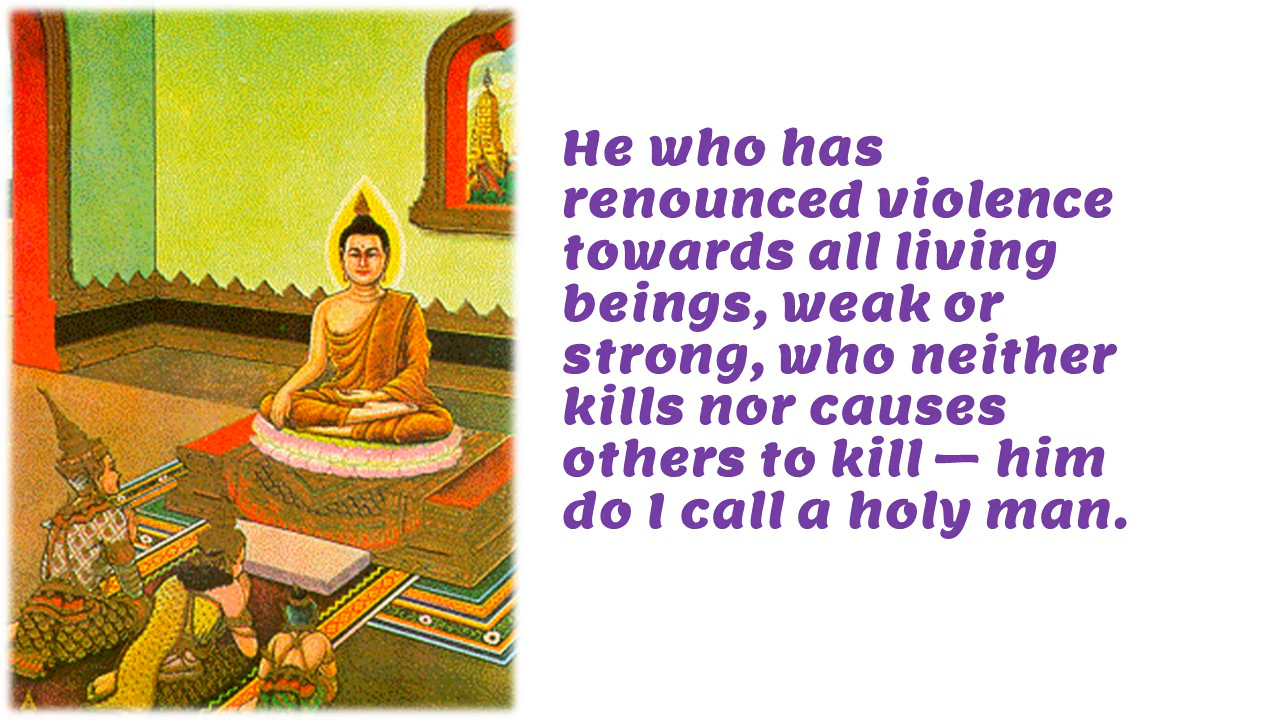 He who has
renounced violence
towards all living
beings, weak or
strong, who neither
kills nor causes
others to kill — him
do I call a holy man.